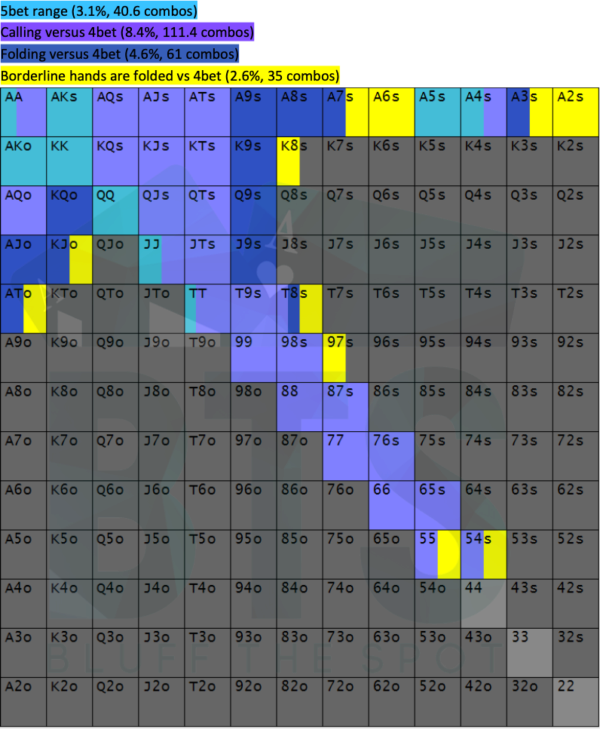 5bet range (3.1%, 40.6 combos)
Calling versus 4bet (8.4%, 111.4 combos)
Folding versus 4bet (4.6%, 61 combos)
Borderline hands are folded vs 4bet (2.6%, 35 combos)
AA AKs AQs AJs ATs A9s A8s A7s A6s A5s A4s A3s A2s
AKo KK KQs KJs KTs K9s K8s K7s K6s K5s K4s K3s K2s
AQo KQo QQ QJs QTs Q9s Q8s Q7s Q6s Q5s Q4s Q3s Q2s
AJo KJo QJo JJ JTs J9s J8s J7s J6s J5s J4s J3s J2s
ATo KTo QTo JTo TT T9s T8s T7s T6s T5s T4s T3s T2s
A9o K9o Q9o J9o T9o 99 98s 97s 96s 95s 94s 93s 92s
A8o K8o Q8o J8o T8o 98o 88 87s 86s 85s 84s 83s 82s
A7o K7o Q7o J7o T7o 97o 87o 77 76s 75s 74s 73s 72s
A6o K6o Q6o J6o T6o 96o 86o 76o 66 65s 64s 63s 62s
A5o K5o Q5o J5o T5o 95o 85o 75o 65o 55 54s 53s 52s
A4o K4o Q4o J4o T4o 94o 84o 74o 64o 54o 44 43s 42s
A3o K3o Q3o J3o T3o 93o 83o 73o 63o 53o 43o 33 32s
A2o K2o Q2o J2o T2o 92o 82o 72o 62o 52o 42o 32o 22
A
BTS
BLUFF THE SPOT